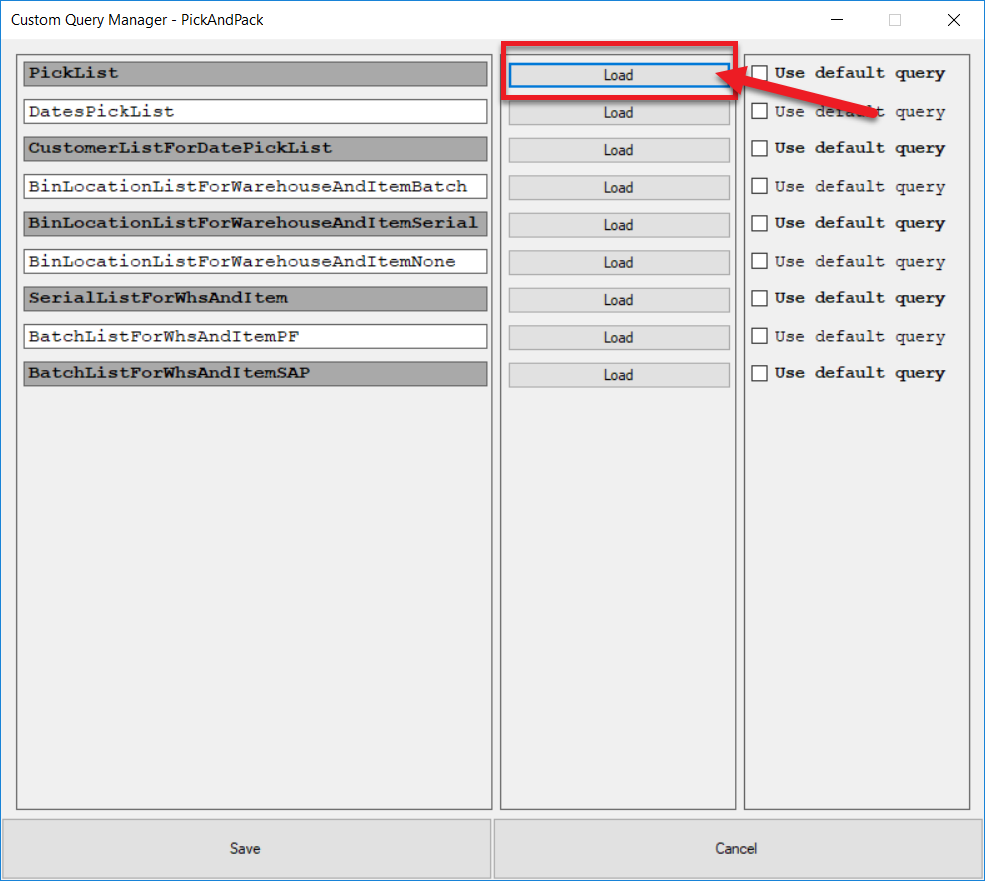 Custom Query Manager - PickAndPack
PickList Load Use default query
DatesPickList Load Use default query
CustomerListForDatePickList Load Use default query
BinLocationListForWarehouseAndItemBatch Load Use default query
BinLocationListForWarehouseAndItemSerial Load Use default query
BinLocationListForWarehouseAndItemNone Load Use default query
SerialListForWhsAndItem Load Use default query
BatchListForWhsAndItemPF Load Use default query
BatchListForWhsAndItemSAP Load Use default query
Save Cancel